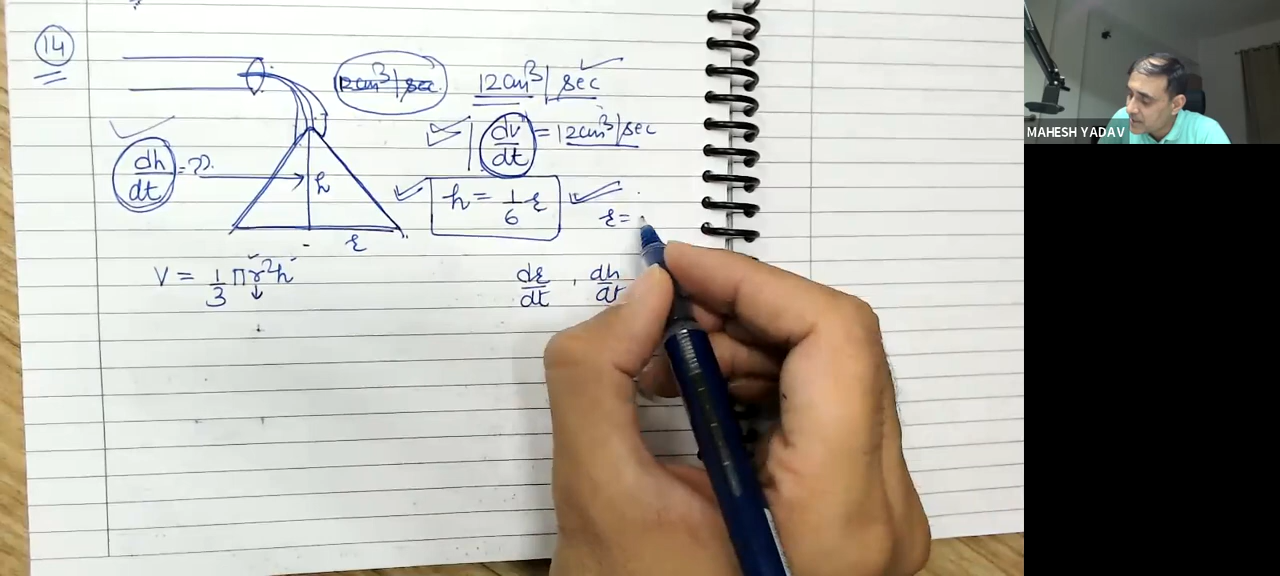 14
12cm³/sec. 12cm³/sec
dv/dt = 12cm³/sec
dh/dt = ??
h
h = 1/6 r
r =
r
V = 1/3 πr²h
dr/dt , dh/dt
MAHESH YADAV